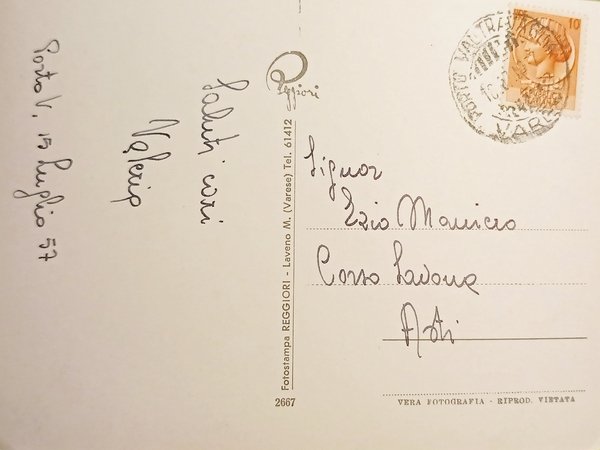 Porto V, 15 Luglio 57
Saluti cari
Valeria
Reggiori
Fotostampa REGGIORI - Laveno M. (Varese) Tel. 61412
2667
10
PORTO VALTRAVAGLIA
VARESE
Signor
Ezio Maurizio
Corso Savona
Asti
VERA FOTOGRAFIA - RIPROD. VIETATA